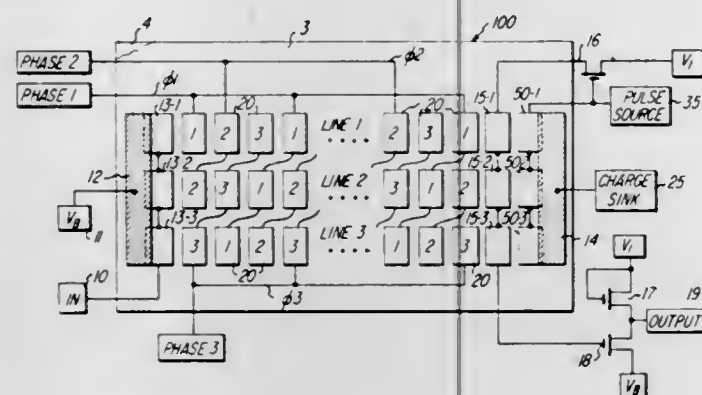 4
3
100
PHASE 2
ϕ2
16
V1
PHASE 1
ϕ1
13-1
20
20
15-1
50-1
PULSE SOURCE
35
1 2 3 1 LINE 1 2 3 1
12
13-2
15-2
50-2
CHARGE SINK
25
2 3 1 2 LINE 2 3 1 2
VB
11
13-3
15-3
50-3
14
V1
3 1 2 3 LINE 3 1 2 3
IN
10
20
20
17
19
OUTPUT
ϕ3
PHASE 3
18
VB